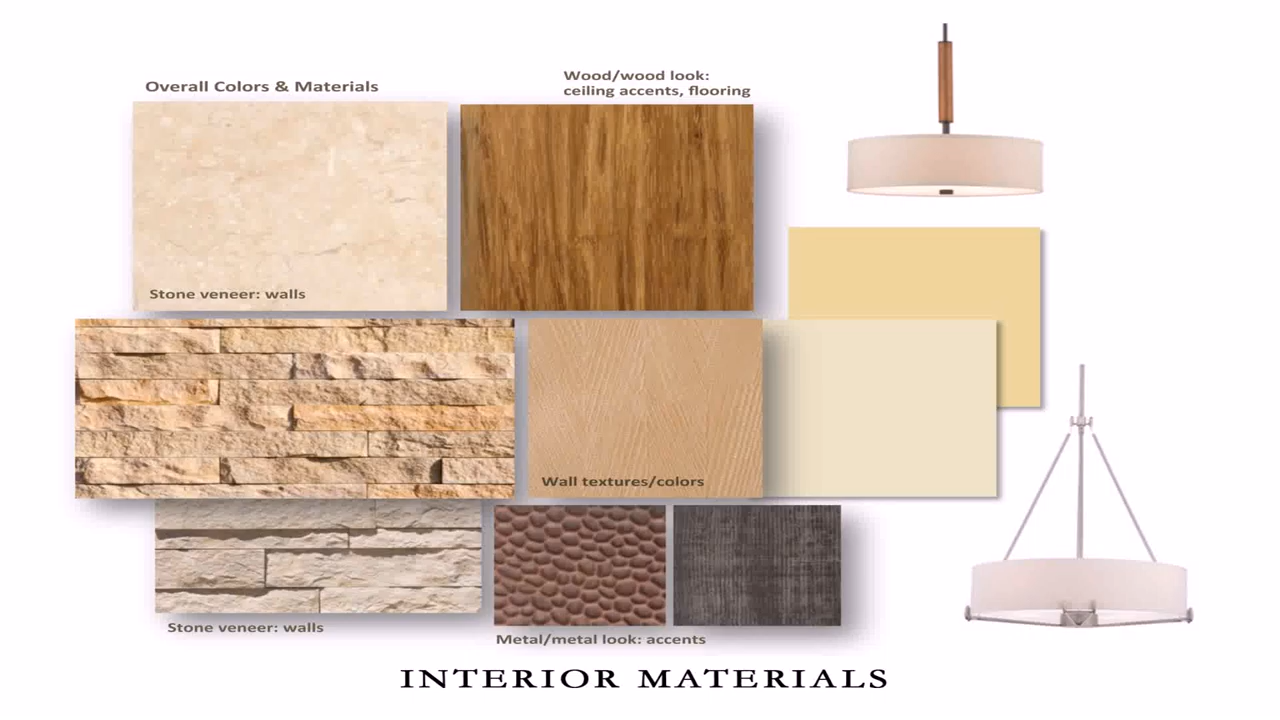 Overall Colors & Materials
Wood/wood look:
ceiling accents, flooring
Stone veneer: walls
Wall textures/colors
Stone veneer: walls
Metal/metal look: accents
INTERIOR MATERIALS